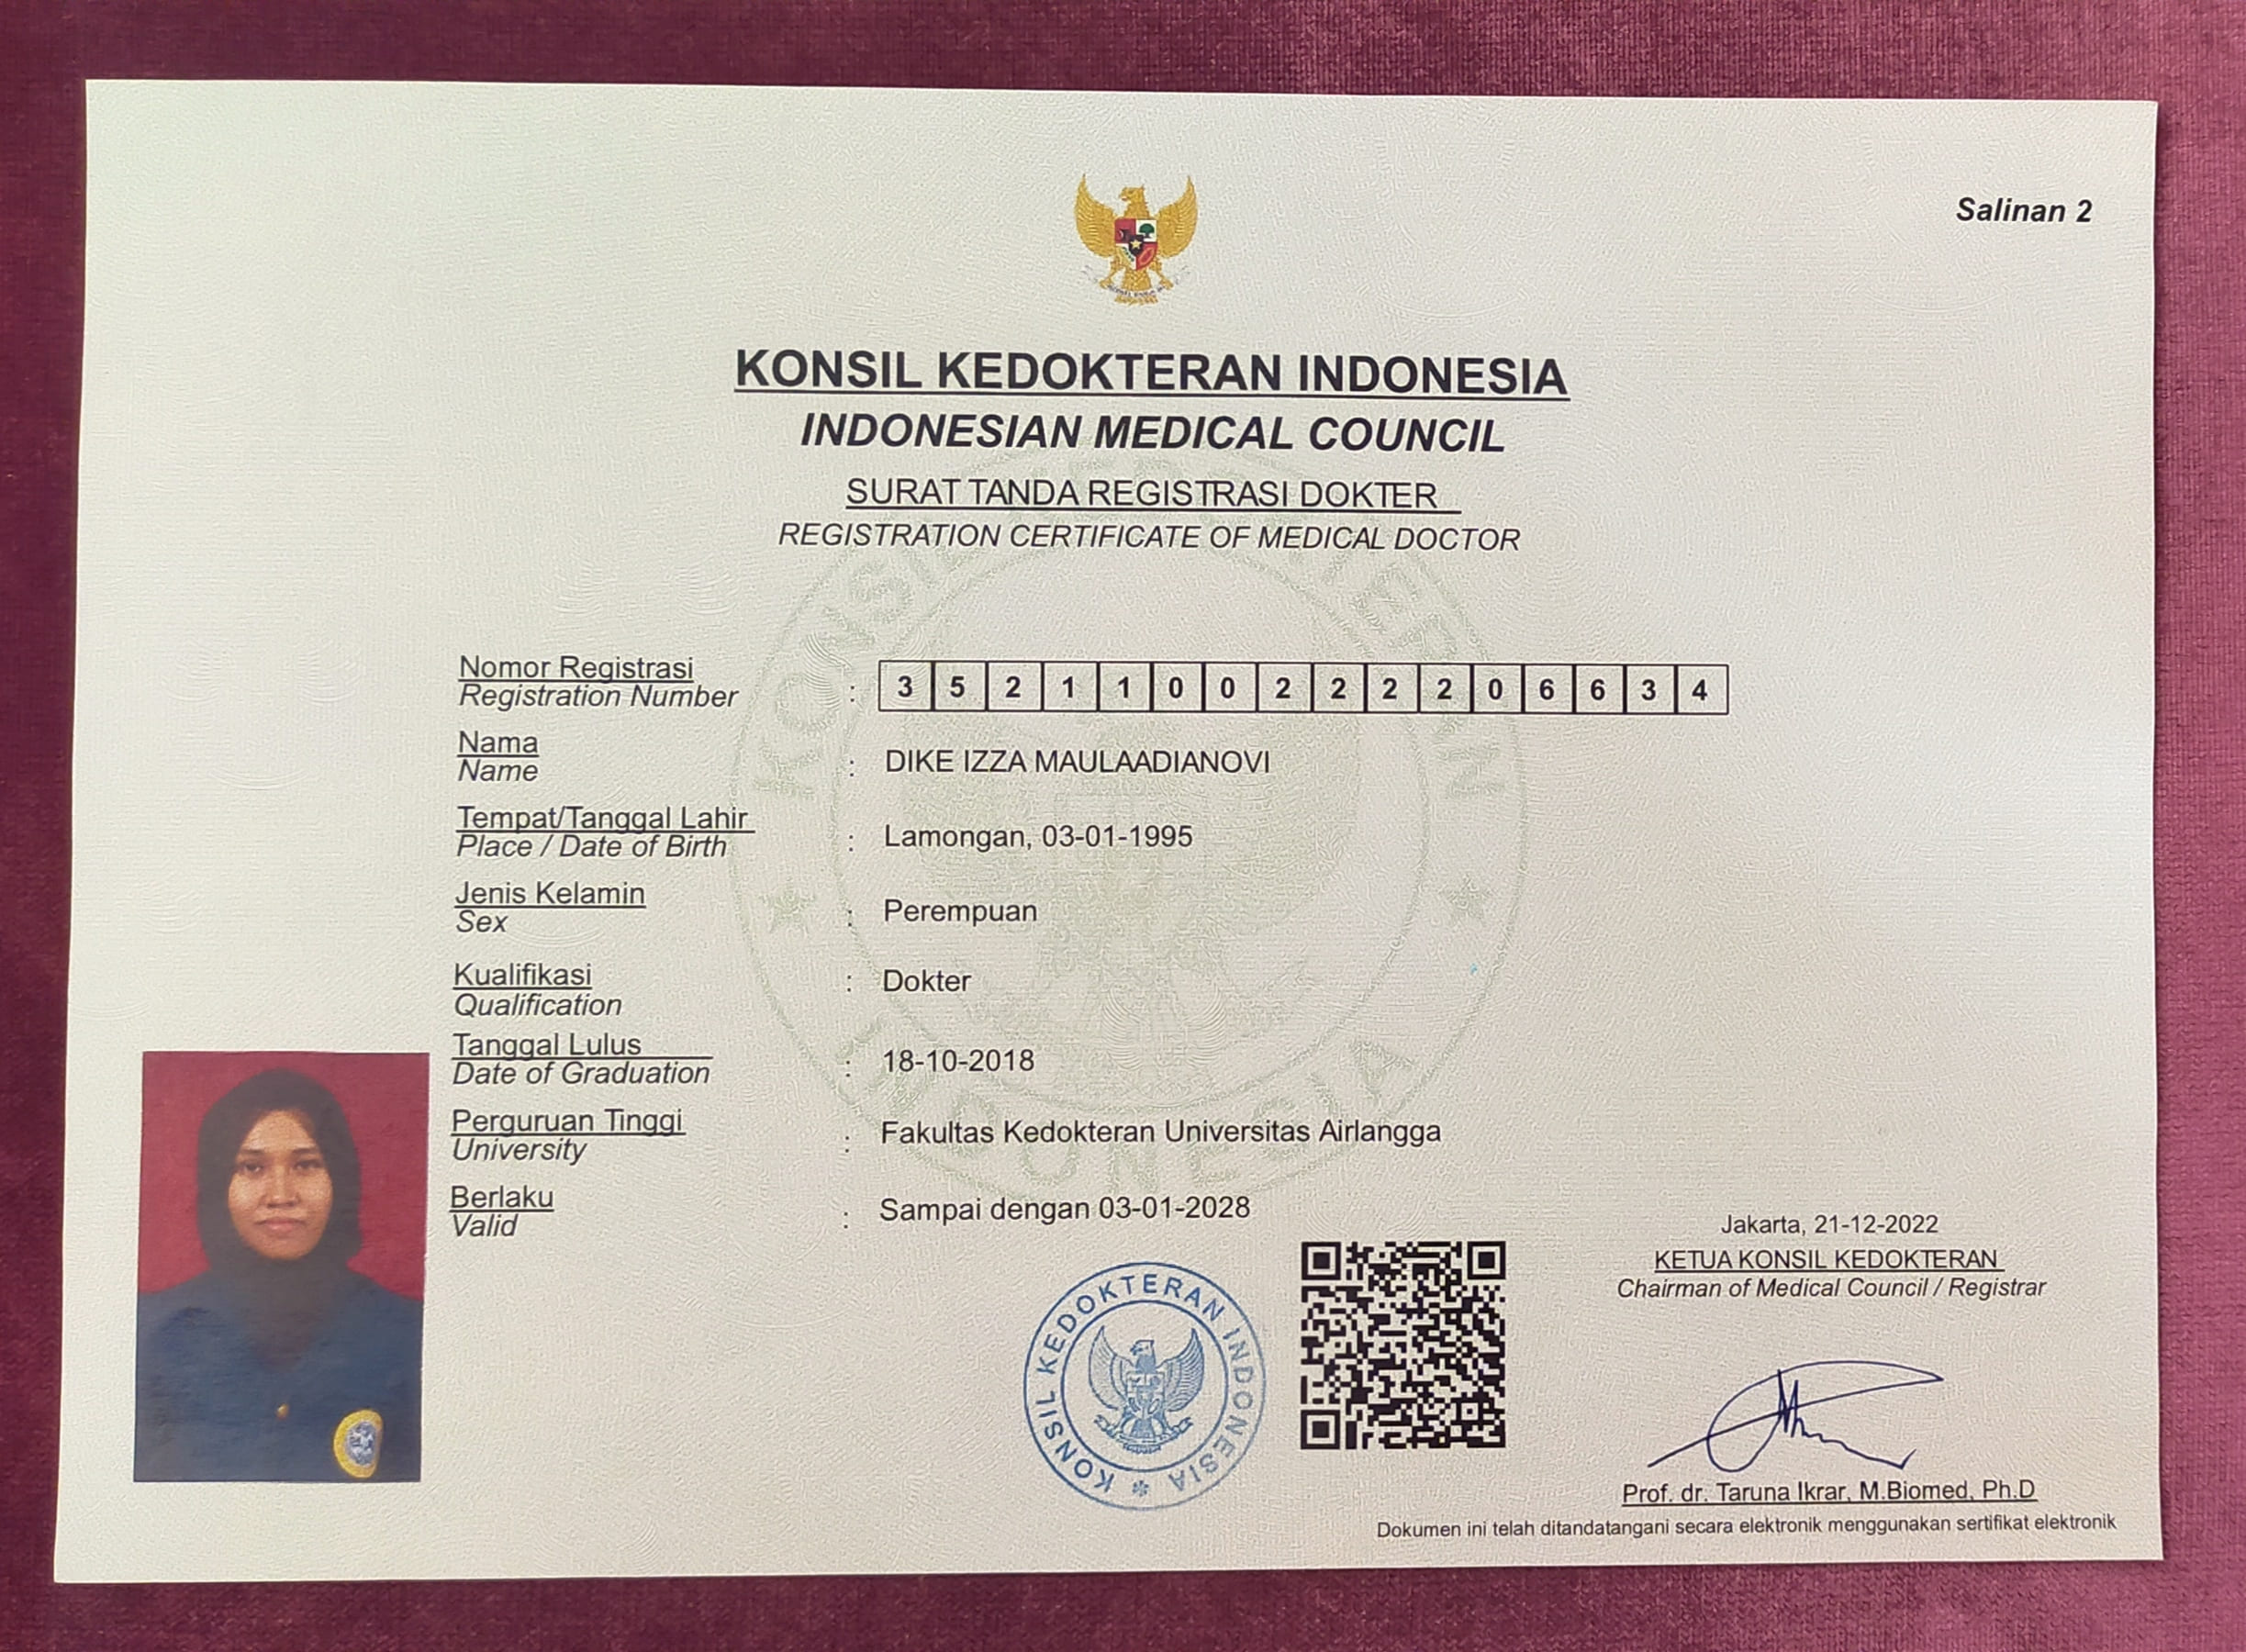 Salinan 2
KONSIL KEDOKTERAN INDONESIA
INDONESIAN MEDICAL COUNCIL
SURAT TANDA REGISTRASI DOKTER
REGISTRATION CERTIFICATE OF MEDICAL DOCTOR
Nomor Registrasi
Registration Number : 3 5 2 1 1 0 0 2 2 2 2 0 6 6 3 4
Nama
Name : DIKE IZZA MAULAADIANOVI
Tempat/Tanggal Lahir
Place / Date of Birth : Lamongan, 03-01-1995
Jenis Kelamin
Sex : Perempuan
Kualifikasi : Dokter
Qualification
Tanggal Lulus
Date of Graduation : 18-10-2018
Perguruan Tinggi
University : Fakultas Kedokteran Universitas Airlangga
Berlaku
Valid : Sampai dengan 03-01-2028
Jakarta, 21-12-2022
KETUA KONSIL KEDOKTERAN
Chairman of Medical Council / Registrar
KONSIL KEDOKTERAN INDONESIA
Prof. dr. Taruna Ikrar, M.Biomed, Ph.D
Dokumen ini telah ditandatangani secara elektronik menggunakan sertifikat elektronik
KONSIL KEDOKTERAN INDONESIA